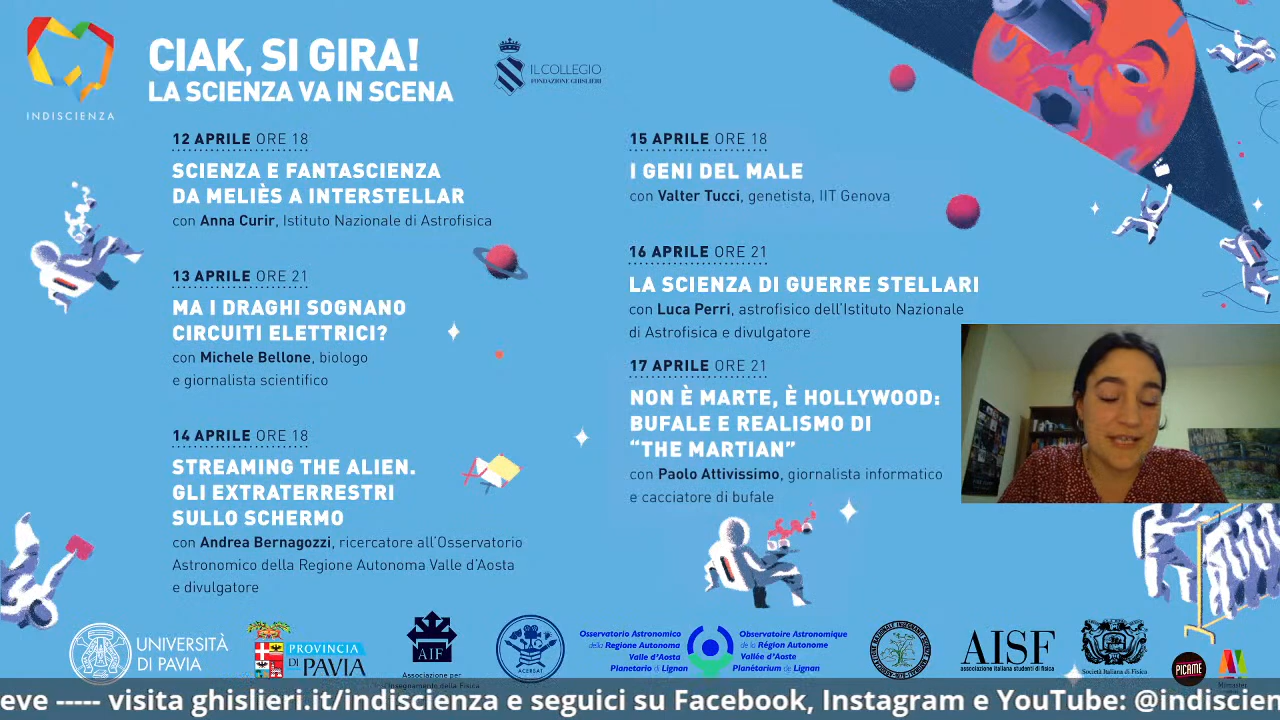 INDISCIENZA
CIAK, SI GIRA!
LA SCIENZA VA IN SCENA
IL COLLEGIO
FONDAZIONE GHISLIERI
12 APRILE ORE 18
SCIENZA E FANTASCIENZA
DA MELIÈS A INTERSTELLAR
con Anna Curir, Istituto Nazionale di Astrofisica
13 APRILE ORE 21
MA I DRAGHI SOGNANO
CIRCUITI ELETTRICI?
con Michele Bellone, biologo
e giornalista scientifico
14 APRILE ORE 18
STREAMING THE ALIEN.
GLI EXTRATERRESTRI
SULLO SCHERMO
con Andrea Bernagozzi, ricercatore all'Osservatorio
Astronomico della Regione Autonoma Valle d'Aosta
e divulgatore
15 APRILE ORE 18
I GENI DEL MALE
con Valter Tucci, genetista, IIT Genova
16 APRILE ORE 21
LA SCIENZA DI GUERRE STELLARI
con Luca Perri, astrofisico dell'Istituto Nazionale
di Astrofisica e divulgatore
17 APRILE ORE 21
NON È MARTE, È HOLLYWOOD:
BUFALE E REALISMO DI
“THE MARTIAN”
con Paolo Attivissimo, giornalista informatico
e cacciatore di bufale
UNIVERSITÀ
DI PAVIA
PROVINCIA
DI PAVIA
AIF
Associazione per
l'Insegnamento della Fisica
ACERSAT
Osservatorio Astronomico
della Regione Autonoma
Valle d'Aosta
Planetario di Lignan
Observatoire Astronomique
de la Région Autonome
Vallée d'Aoste
Planétarium de Lignan
AISF
associazione italiana studenti di fisica
Società Italiana di Fisica
PICAME
eve ----- visita ghislieri.it/indiscienza e seguici su Facebook, Instagram e YouTube: @indiscien